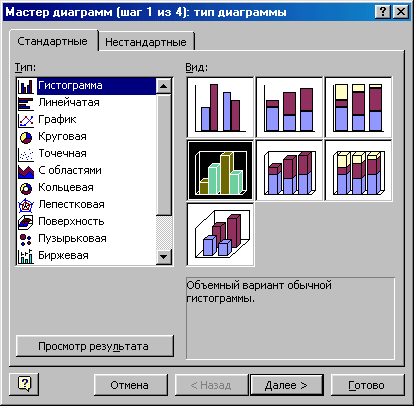 Мастер диаграмм (шаг 1 из 4): тип диаграммы
Стандартные
Нестандартные
Тип:
Гистограмма
Линейчатая
График
Круговая
Точечная
С областями
Кольцевая
Лепестковая
Поверхность
Пузырьковая
Биржевая
Вид:
Объемный вариант обычной
гистограммы.
Просмотр результата
Отмена
< Назад
Далее >
Готово